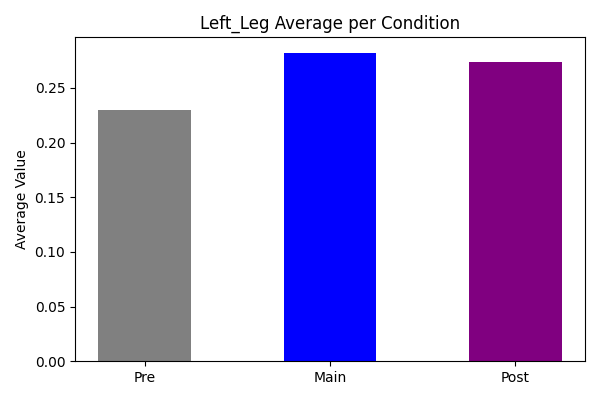 Left_Leg Average per Condition
Average Value
0.25
0.20
0.15
0.10
0.05
0.00
Pre
Main
Post